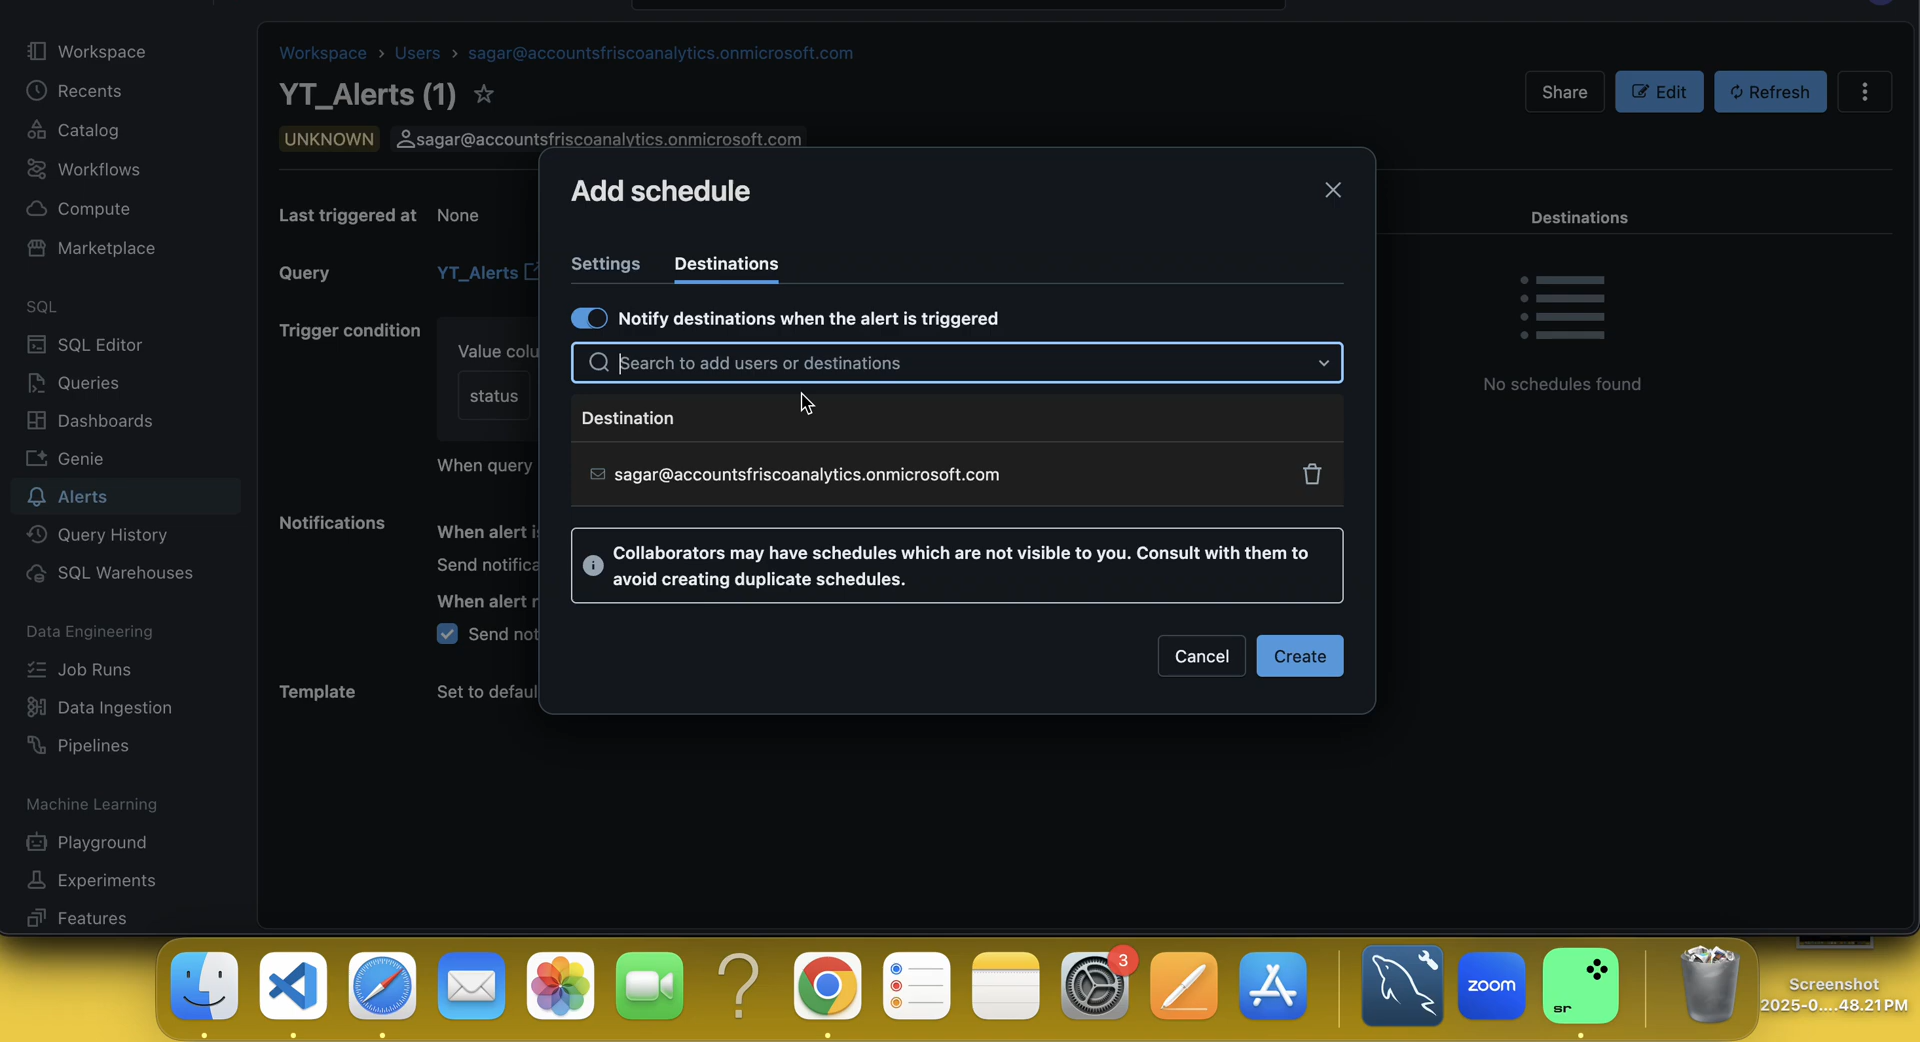 Workspace
Recents
Catalog
Workflows
Compute
Marketplace
SQL
SQL Editor
Queries
Dashboards
Genie
Alerts
Query History
SQL Warehouses
Data Engineering
Job Runs
Data Ingestion
Pipelines
Machine Learning
Playground
Experiments
Features
Workspace › Users › sagar@accountsfriscoanalytics.onmicrosoft.com
YT_Alerts (1)
Share
Edit
Refresh
UNKNOWN sagar@accountsfriscoanalytics.onmicrosoft.com
Last triggered at None
Query YT_Alerts
Trigger condition
Value colu
status
When query
Notifications
When alert i
Send notifica
When alert r
Send not
Template Set to defaul
Add schedule
Settings Destinations
Notify destinations when the alert is triggered
Search to add users or destinations
Destination
sagar@accountsfriscoanalytics.onmicrosoft.com
Collaborators may have schedules which are not visible to you. Consult with them to
avoid creating duplicate schedules.
Cancel Create
Destinations
No schedules found
3
zoom
sr
Screenshot
2025-0....48.21PM